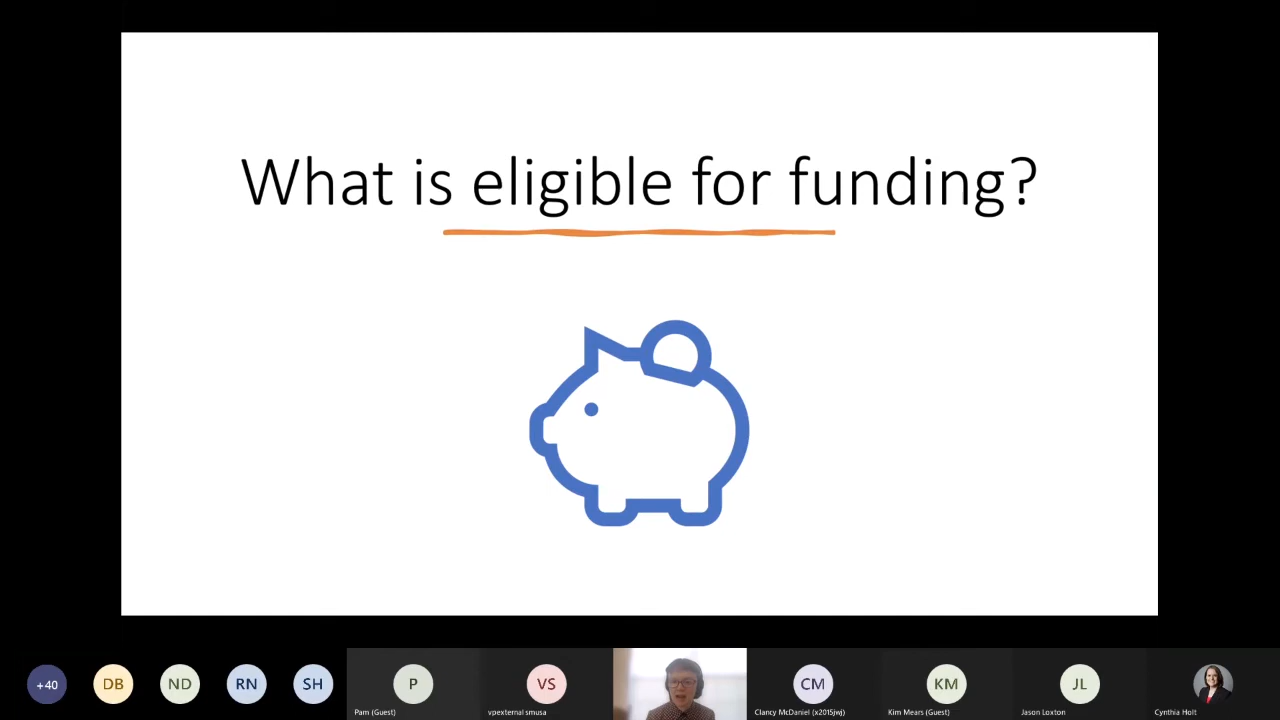 What is eligible for funding?
+40
DB
ND
RN
SH
P
VS
CM
KM
JL
Pam (Guest)
vpexternal smusa
Clancy McDaniel (x2015jwj)
Kim Mears (Guest)
Jason Loxton
Cynthia Holt